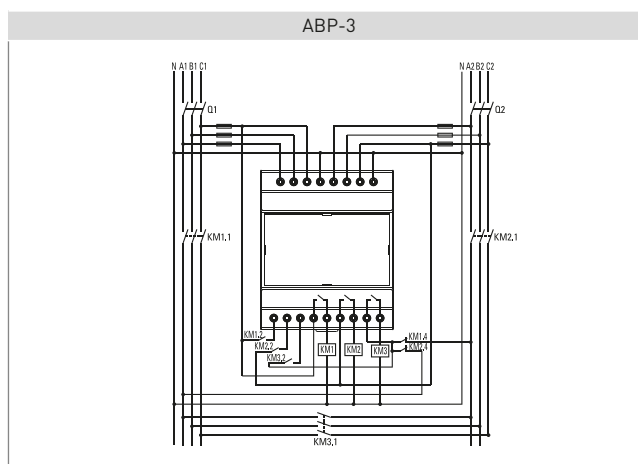 АВР-3
N A1 B1 C1
N A2 B2 C2
Q1
Q2
KM1.1
KM2.1
KM1.2
KM2.2
KM3.2
KM1
KM2
KM3
KM1.4
KM2.4
KM3.1